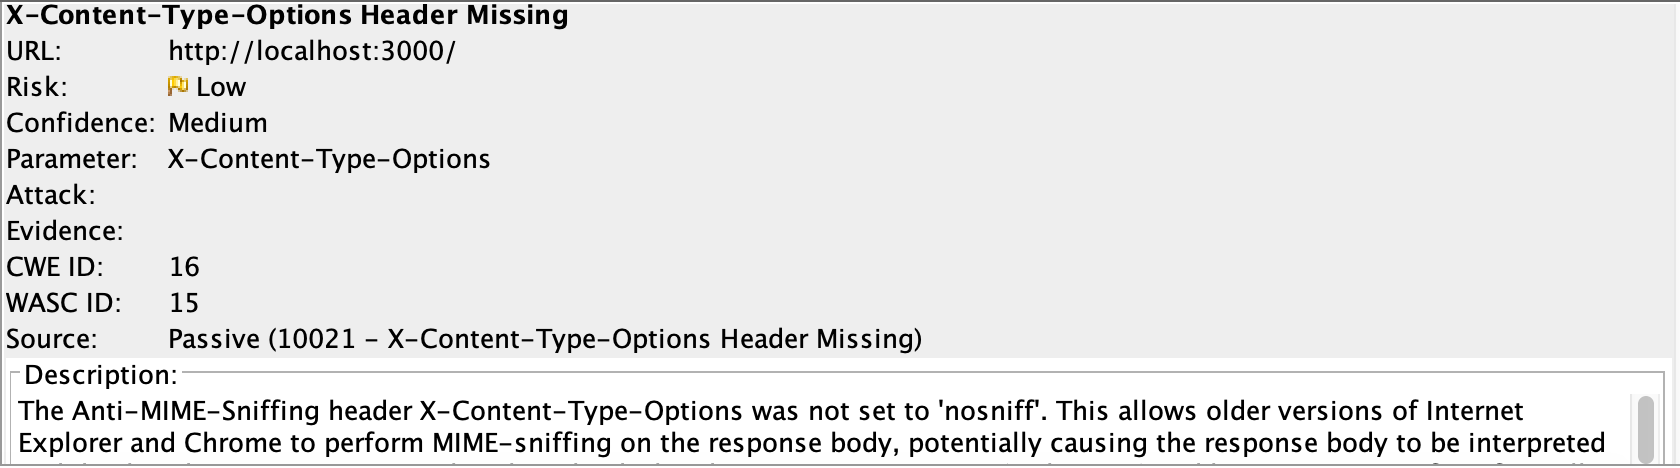 X-Content-Type-Options Header Missing
URL: http://localhost:3000/
Risk: Low
Confidence: Medium
Parameter: X-Content-Type-Options
Attack:
Evidence:
CWE ID: 16
WASC ID: 15
Source: Passive (10021 - X-Content-Type-Options Header Missing)
Description:
The Anti-MIME-Sniffing header X-Content-Type-Options was not set to 'nosniff'. This allows older versions of Internet
Explorer and Chrome to perform MIME-sniffing on the response body, potentially causing the response body to be interpreted